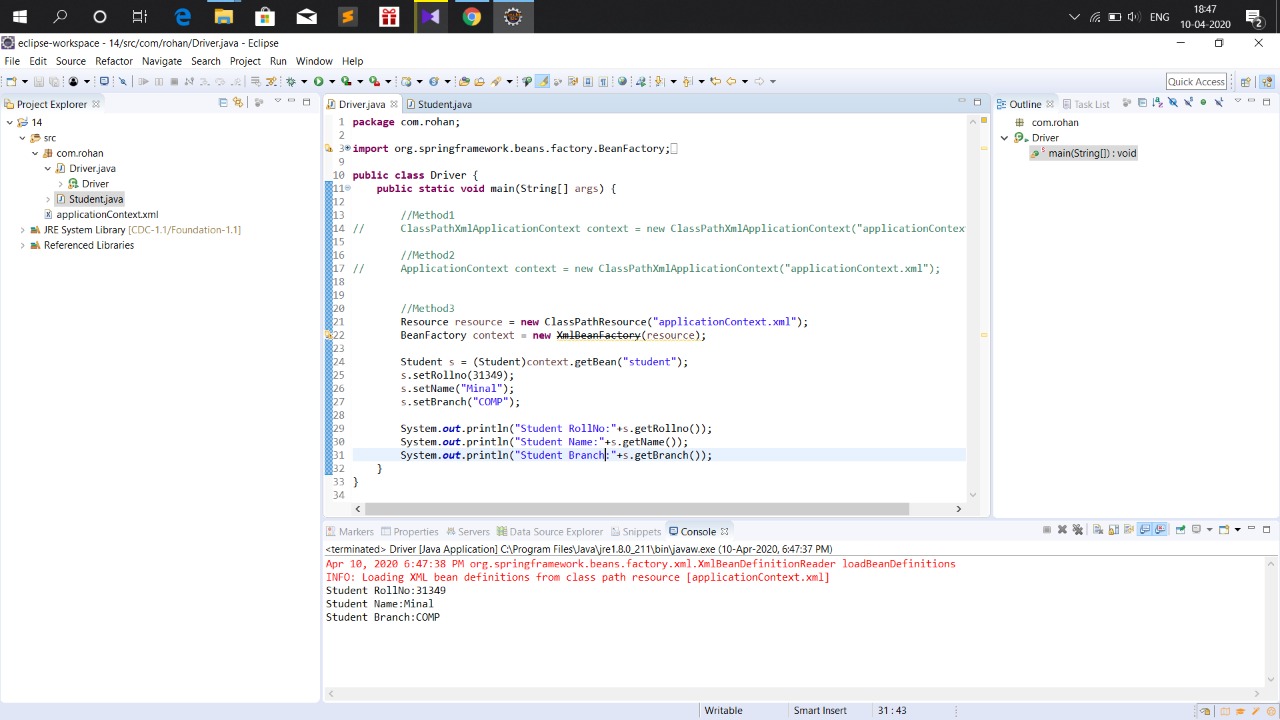 18:47
ENG
10-04-2020
2
eclipse-workspace - 14/src/com/rohan/Driver.java - Eclipse
File Edit Source Refactor Navigate Search Project Run Window Help
Quick Access
Project Explorer
14
src
com.rohan
Driver.java
Driver
Student.java
applicationContext.xml
JRE System Library [CDC-1.1/Foundation-1.1]
Referenced Libraries
Driver.java Student.java
1 package com.rohan;
2
3 import org.springframework.beans.factory.BeanFactory;
9
10 public class Driver {
11 public static void main(String[] args) {
12
13 //Method1
14 // ClassPathXmlApplicationContext context = new ClassPathXmlApplicationContext("applicationContex
15
16 //Method2
17 // ApplicationContext context = new ClassPathXmlApplicationContext("applicationContext.xml");
18
19
20 //Method3
21 Resource resource = new ClassPathResource("applicationContext.xml");
22 BeanFactory context = new XmlBeanFactory(resource);
23
24 Student s = (Student)context.getBean("student");
25 s.setRollno(31349);
26 s.setName("Minal");
27 s.setBranch("COMP");
28
29 System.out.println("Student RollNo:"+s.getRollno());
30 System.out.println("Student Name:"+s.getName());
31 System.out.println("Student Branch:"+s.getBranch());
32 }
33 }
34
Outline Task List
com.rohan
Driver
main(String[]) : void
Markers Properties Servers Data Source Explorer Snippets Console
<terminated> Driver [Java Application] C:\Program Files\Java\jre1.8.0_211\bin\javaw.exe (10-Apr-2020, 6:47:37 PM)
Apr 10, 2020 6:47:38 PM org.springframework.beans.factory.xml.XmlBeanDefinitionReader loadBeanDefinitions
INFO: Loading XML bean definitions from class path resource [applicationContext.xml]
Student RollNo:31349
Student Name:Minal
Student Branch:COMP
Writable Smart Insert 31 : 43